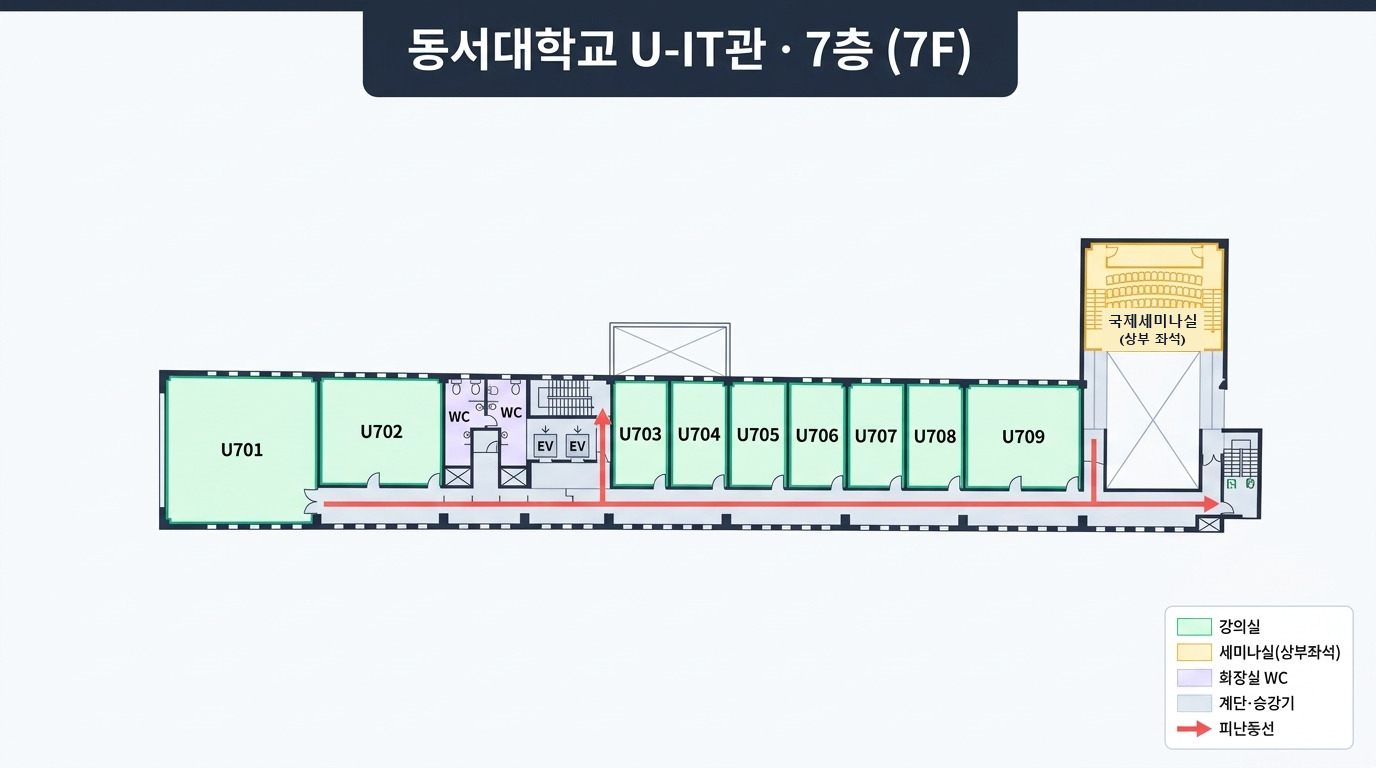 동서대학교 U-IT관 · 7층 (7F)
국제세미나실
(상부 좌석)
U701
U702
WC
WC
EV
EV
U703
U704
U705
U706
U707
U708
U709
강의실
세미나실(상부좌석)
화장실 WC
계단·승강기
피난동선